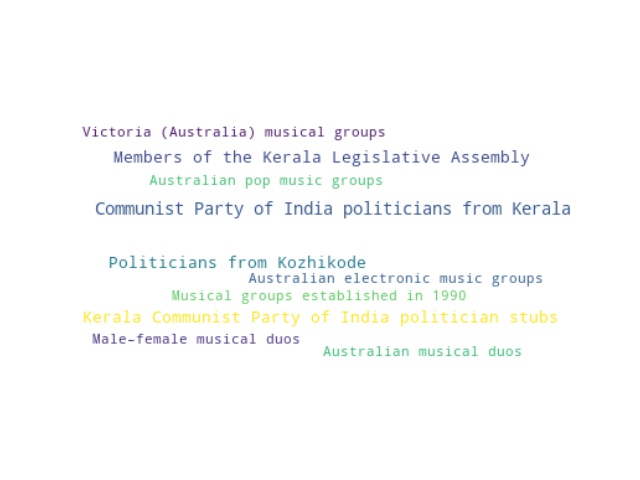 Victoria (Australia) musical groups
Members of the Kerala Legislative Assembly
Australian pop music groups
Communist Party of India politicians from Kerala
Politicians from Kozhikode
Australian electronic music groups
Musical groups established in 1990
Kerala Communist Party of India politician stubs
Male–female musical duos
Australian musical duos